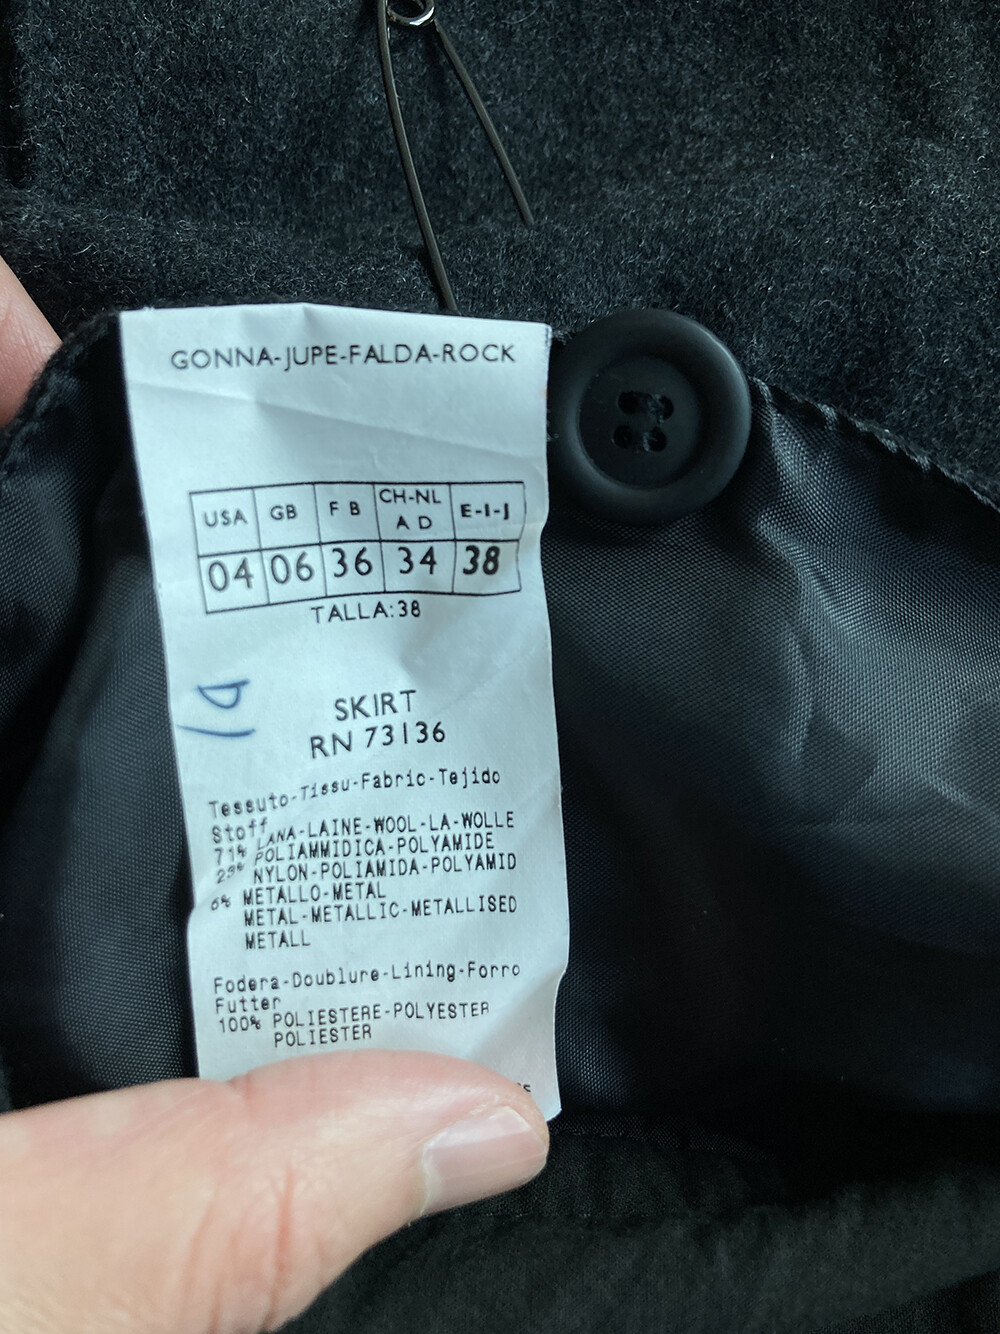 GONNA-JUPE-FALDA-ROCK
USA GB F B CH-NL A D E-I-J
04 06 36 34 38
TALLA:38
SKIRT
RN 73136
Tessuto-Tissu-Fabric-Tejido
Stoff
71% LANA-LAINE-WOOL-LA-WOLLE
23% POLIAMMIDICA-POLYAMIDE
NYLON-POLIAMIDA-POLYAMID
6% METALLO-METAL
METAL-METALLIC-METALLISED
METALL
Fodera-Doublure-Lining-Forro
Futter
100% POLIESTERE-POLYESTER
POLIESTER